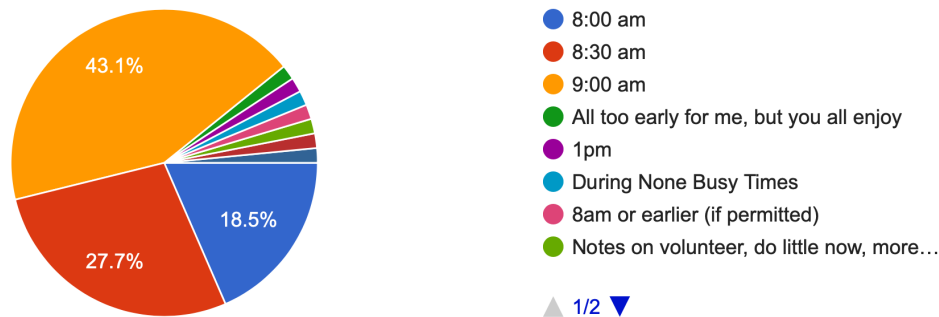 43.1%
18.5%
27.7%
8:00 am
8:30 am
9:00 am
All too early for me, but you all enjoy
1pm
During None Busy Times
8am or earlier (if permitted)
Notes on volunteer, do little now, more…
1/2